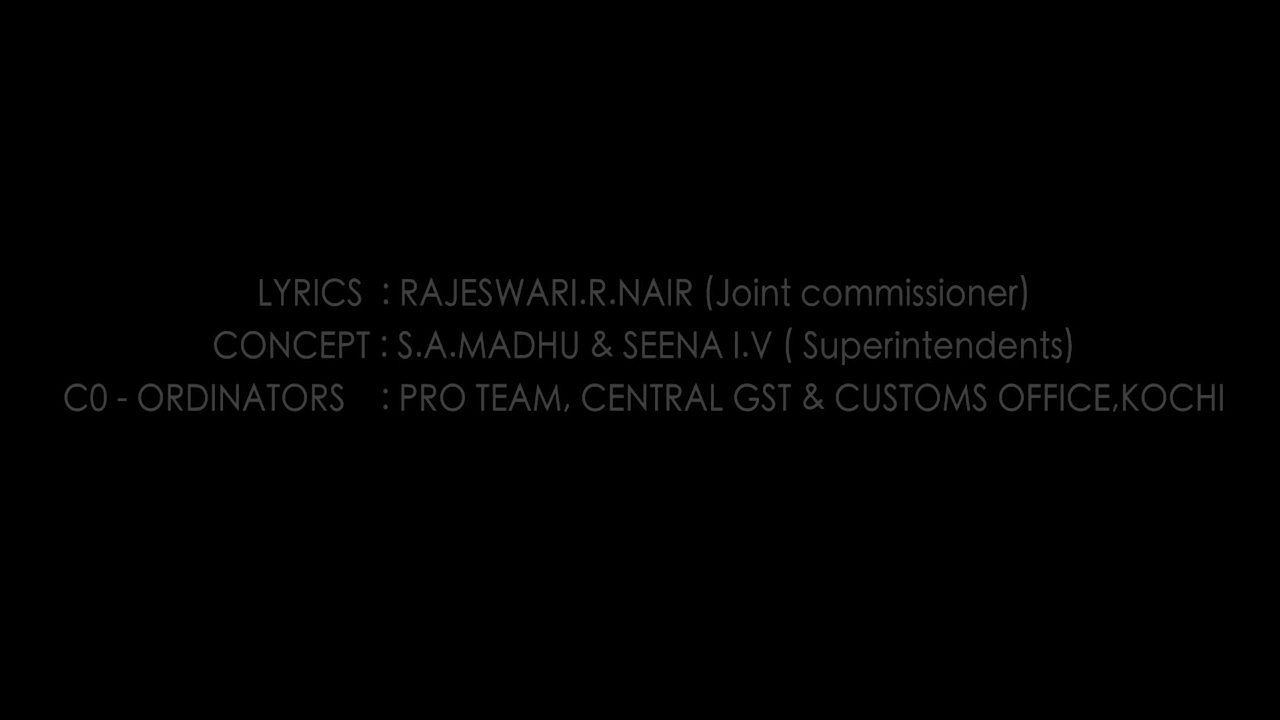 LYRICS : RAJESWARI.R.NAIR (Joint commissioner)
CONCEPT : S.A.MADHU & SEENA I.V ( Superintendents)
C0 - ORDINATORS : PRO TEAM, CENTRAL GST & CUSTOMS OFFICE,KOCHI